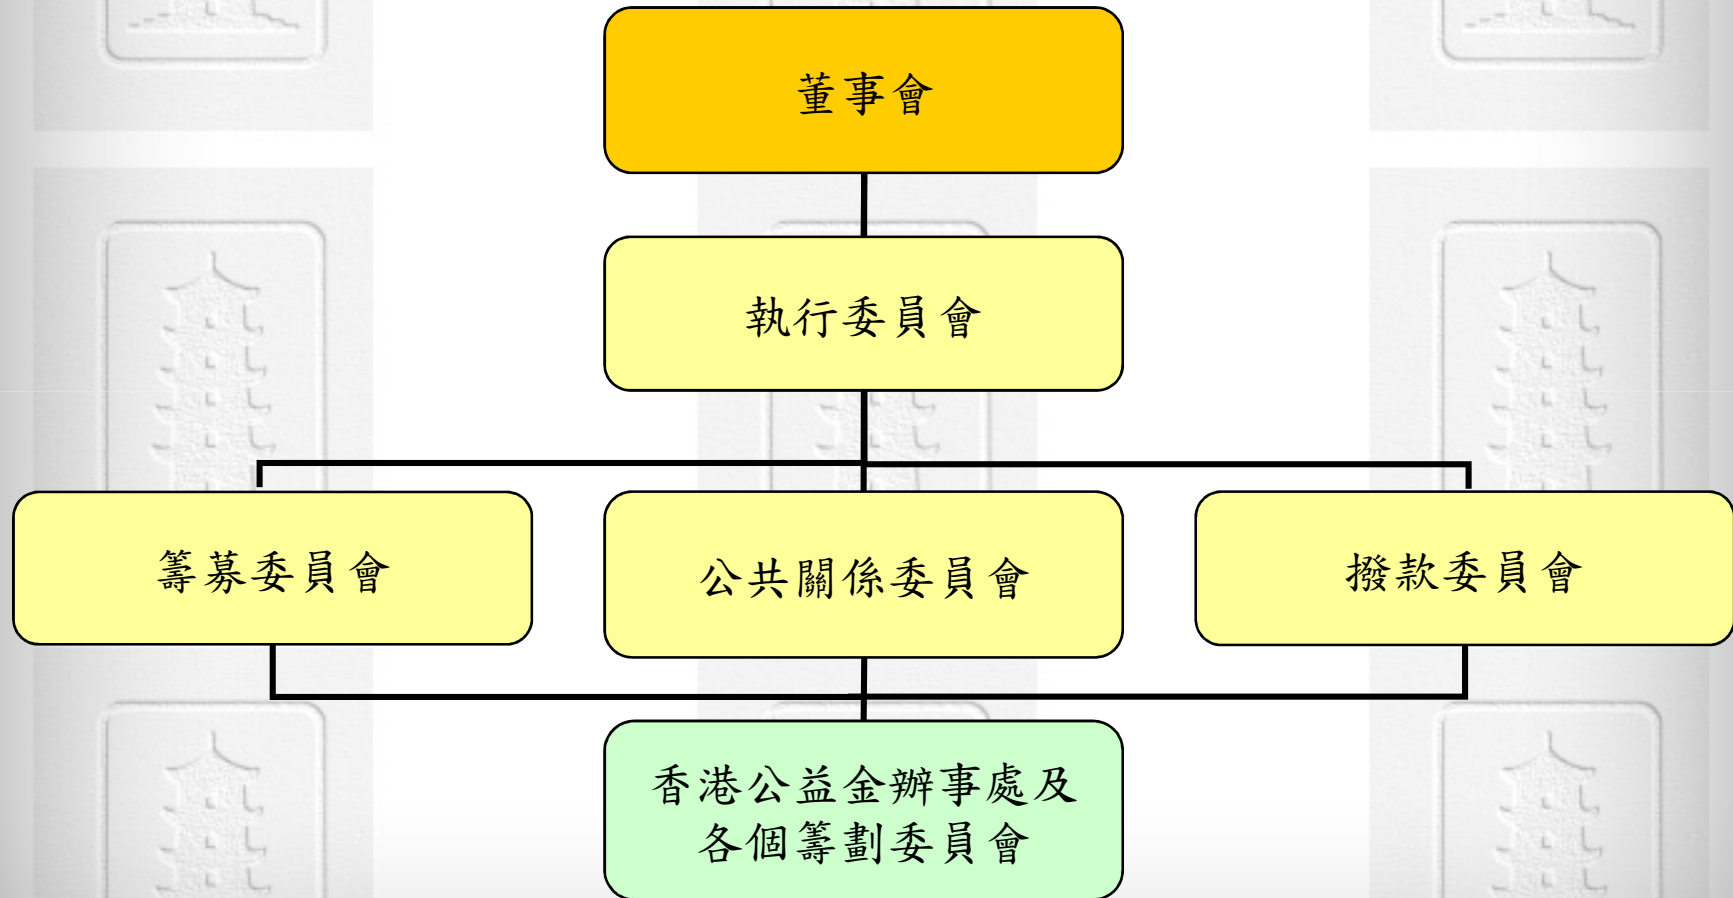 董事會
執行委員會
籌募委員會
公共關係委員會
撥款委員會
香港公益金辦事處及
各個籌劃委員會